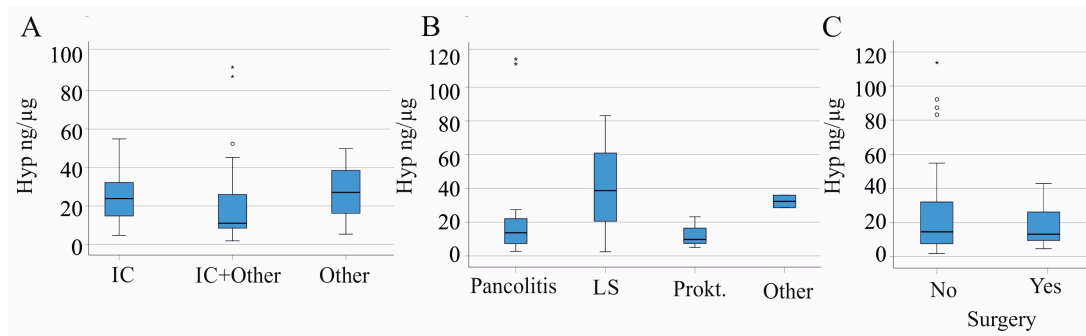 A
Hyp ng/μg
100
80
60
40
20
0
IC
IC+Other
Other
B
Hyp ng/μg
120
100
80
60
40
20
0
Pancolitis
LS
Prokt.
Other
C
Hyp ng/μg
120
100
80
60
40
20
0
No
Yes
Surgery